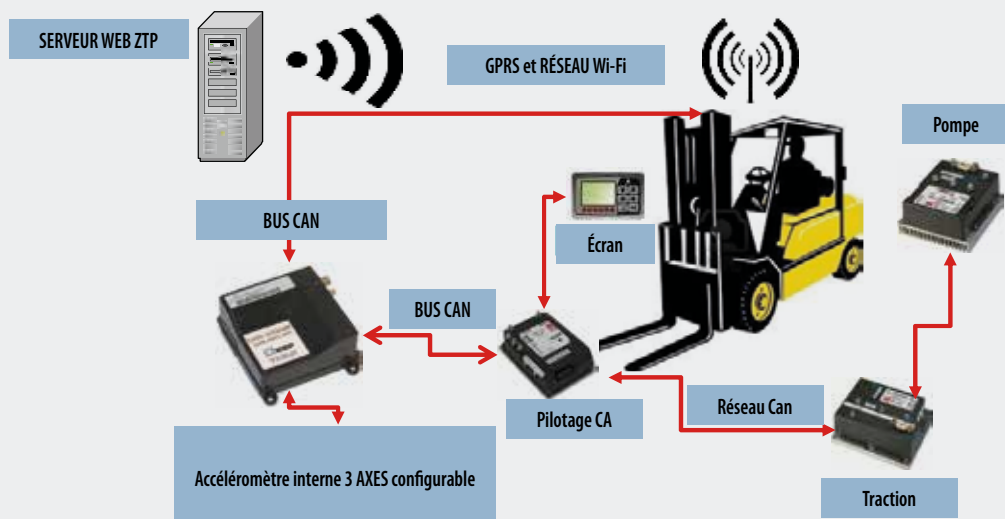 SERVEUR WEB ZTP
GPRS et RÉSEAU Wi-Fi
Pompe
BUS CAN
Écran
BUS CAN
Pilotage CA
Réseau Can
Accéléromètre interne 3 AXES configurable
Traction